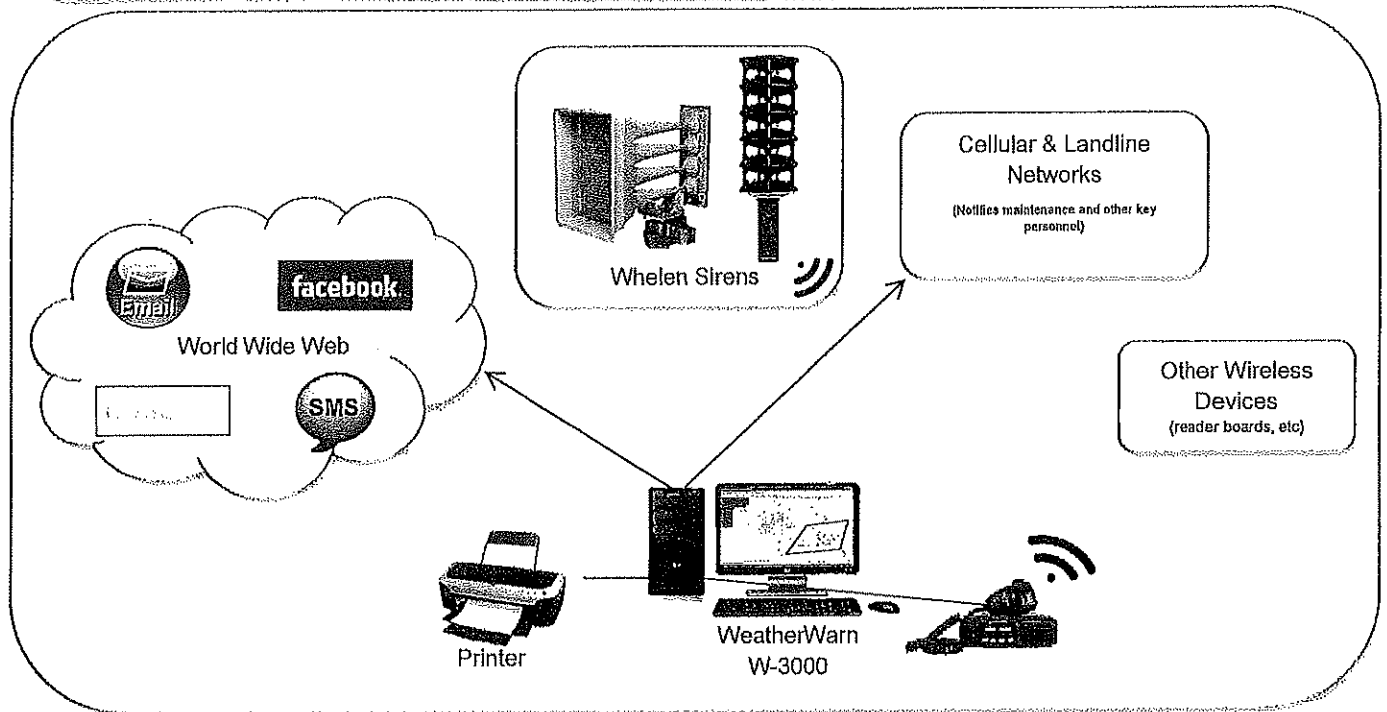 Whelen Sirens
Cellular & Landline
Networks
(Notifies maintenance and other key
personnel)
Email
facebook
World Wide Web
SMS
Other Wireless
Devices
(reader boards, etc)
Printer
WeatherWarn
W-3000